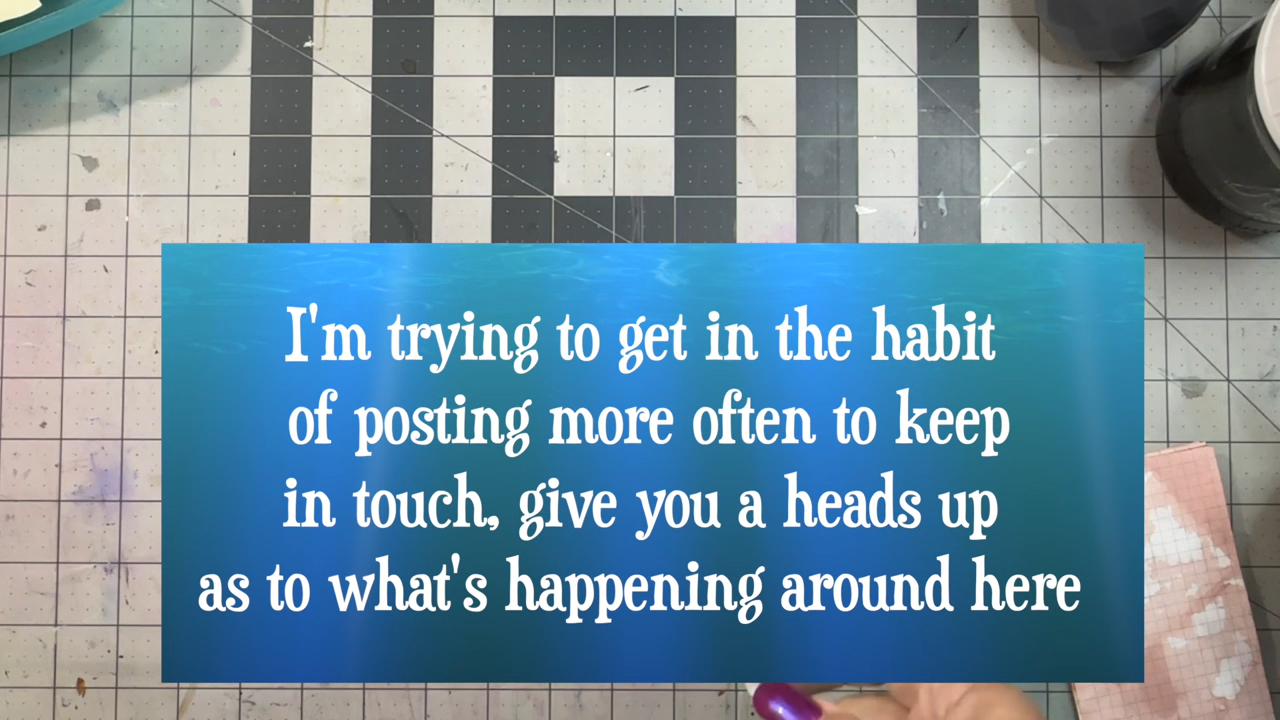 I'm trying to get in the habit
of posting more often to keep
in touch, give you a heads up
as to what's happening around here